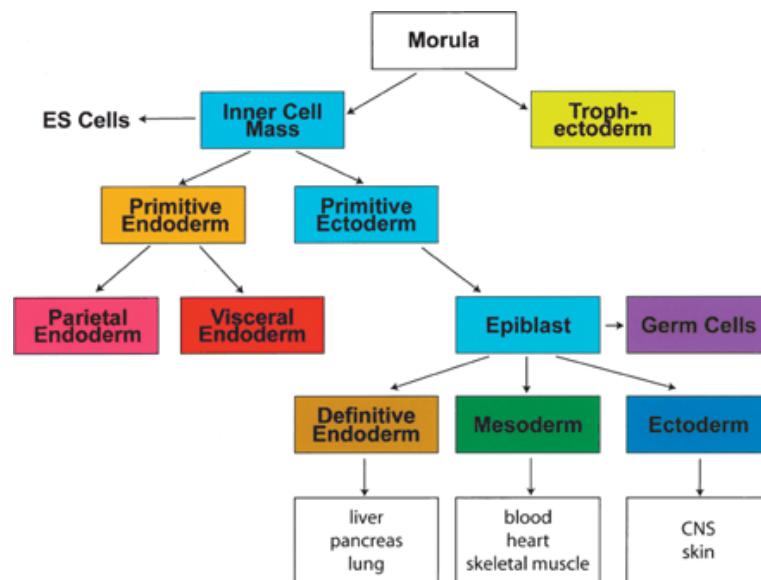 Morula
ES Cells
Inner Cell
Mass
Troph-
ectoderm
Primitive
Endoderm
Primitive
Ectoderm
Parietal
Endoderm
Visceral
Endoderm
Epiblast
Germ Cells
Definitive
Endoderm
Mesoderm
Ectoderm
liver
pancreas
lung
blood
heart
skeletal muscle
CNS
skin